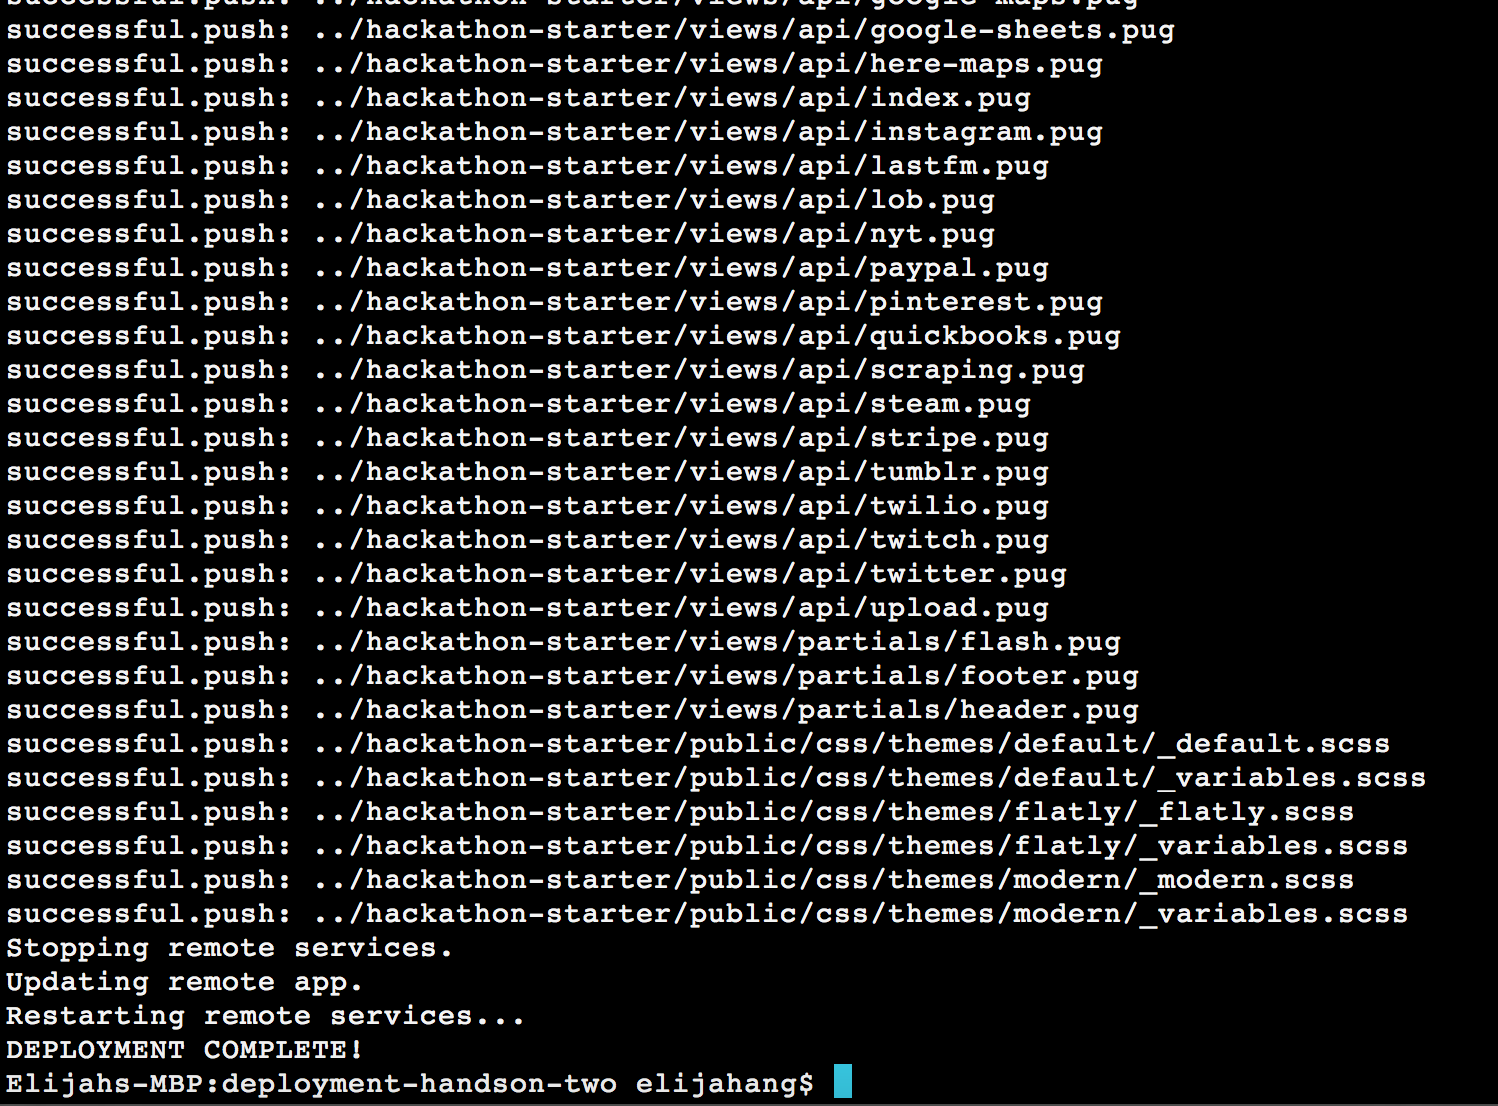 successful.push: ../hackathon-starter/views/api/google-maps.pug
successful.push: ../hackathon-starter/views/api/google-sheets.pug
successful.push: ../hackathon-starter/views/api/here-maps.pug
successful.push: ../hackathon-starter/views/api/index.pug
successful.push: ../hackathon-starter/views/api/instagram.pug
successful.push: ../hackathon-starter/views/api/lastfm.pug
successful.push: ../hackathon-starter/views/api/lob.pug
successful.push: ../hackathon-starter/views/api/nyt.pug
successful.push: ../hackathon-starter/views/api/paypal.pug
successful.push: ../hackathon-starter/views/api/pinterest.pug
successful.push: ../hackathon-starter/views/api/quickbooks.pug
successful.push: ../hackathon-starter/views/api/scraping.pug
successful.push: ../hackathon-starter/views/api/steam.pug
successful.push: ../hackathon-starter/views/api/stripe.pug
successful.push: ../hackathon-starter/views/api/tumblr.pug
successful.push: ../hackathon-starter/views/api/twilio.pug
successful.push: ../hackathon-starter/views/api/twitch.pug
successful.push: ../hackathon-starter/views/api/twitter.pug
successful.push: ../hackathon-starter/views/api/upload.pug
successful.push: ../hackathon-starter/views/partials/flash.pug
successful.push: ../hackathon-starter/views/partials/footer.pug
successful.push: ../hackathon-starter/views/partials/header.pug
successful.push: ../hackathon-starter/public/css/themes/default/_default.scss
successful.push: ../hackathon-starter/public/css/themes/default/_variables.scss
successful.push: ../hackathon-starter/public/css/themes/flatly/_flatly.scss
successful.push: ../hackathon-starter/public/css/themes/flatly/_variables.scss
successful.push: ../hackathon-starter/public/css/themes/modern/_modern.scss
successful.push: ../hackathon-starter/public/css/themes/modern/_variables.scss
Stopping remote services.
Updating remote app.
Restarting remote services...
DEPLOYMENT COMPLETE!
Elijahs-MBP:deployment-handson-two elijahang$